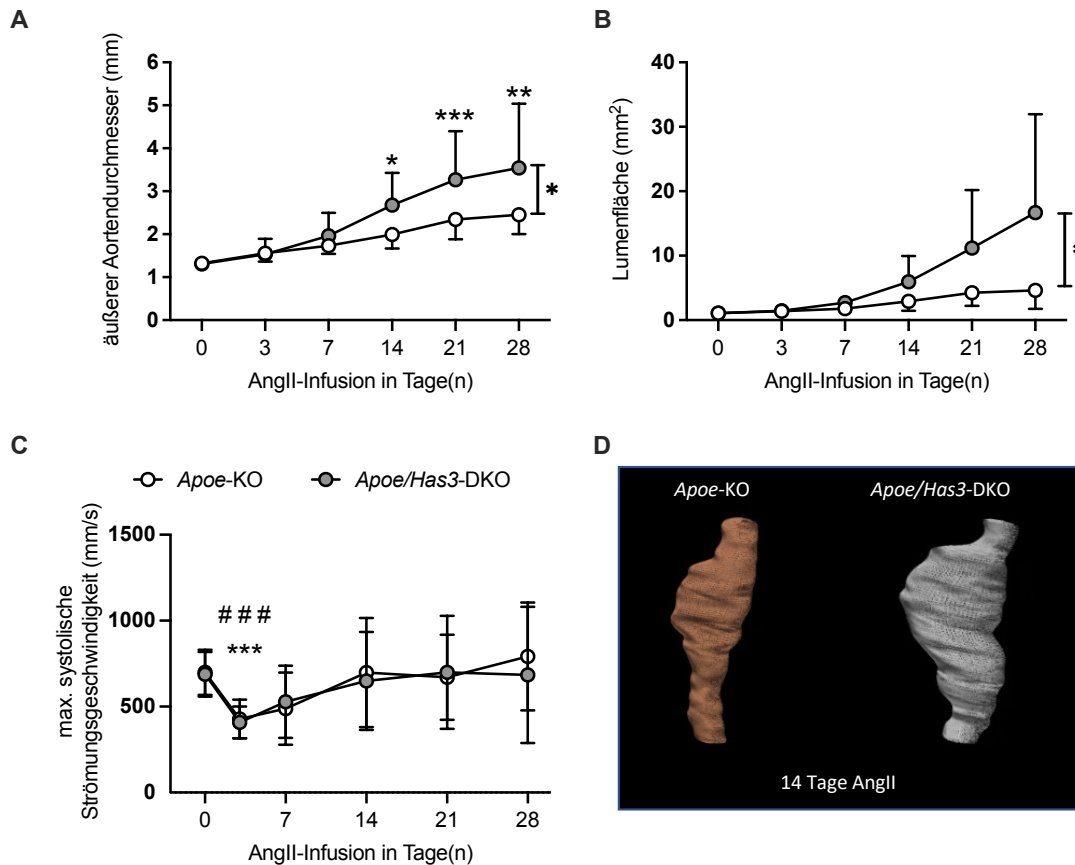 A
äußerer Aortendurchmesser (mm)
6
5
4
3
2
1
0
*
***
**
*
0 3 7 14 21 28
AngII-Infusion in Tage(n)
B
Lumenfläche (mm²)
40
30
20
10
0
0 3 7 14 21 28
AngII-Infusion in Tage(n)
C
Apoe-KO Apoe/Has3-DKO
max. systolische
Strömungsgeschwindigkeit (mm/s)
1500
1000
500
0
# # #
***
0 7 14 21 28
AngII-Infusion in Tage(n)
D
Apoe-KO Apoe/Has3-DKO
14 Tage AngII